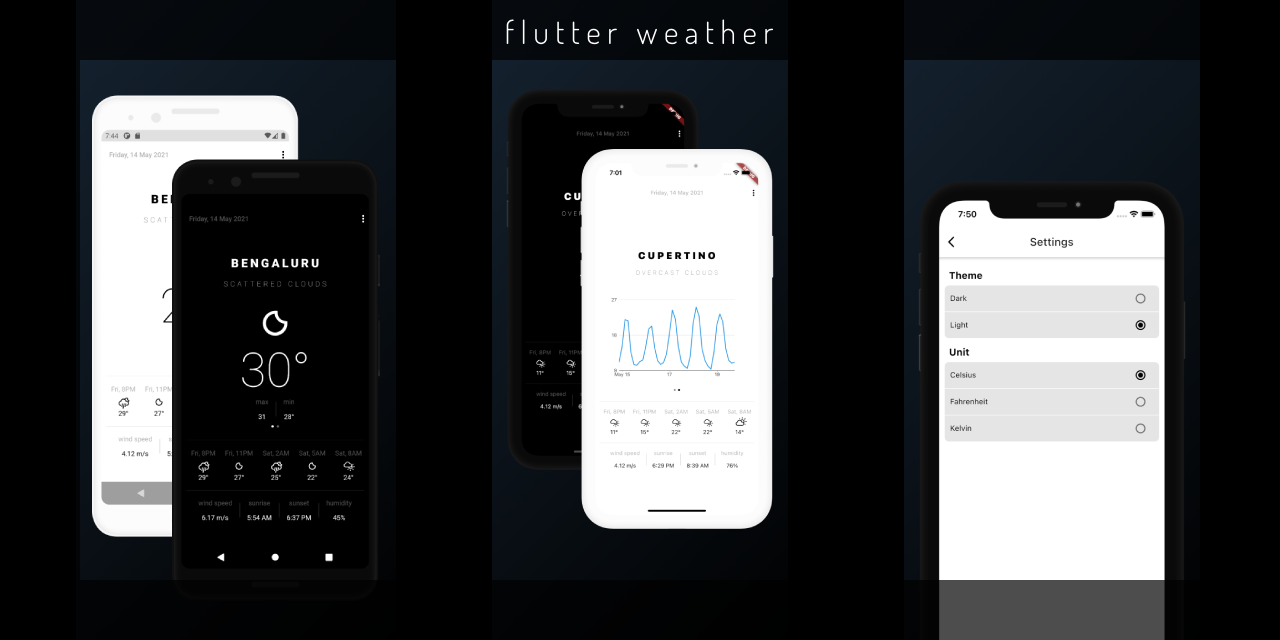 flutter weather
7:44
Friday, 14 May 2021
BE
SCAT
2
Fri, 8PM Fri, 11PM
29° 27°
wind speed s
4.12 m/s 5:
Friday, 14 May 2021
BENGALURU
SCATTERED CLOUDS
30°
max min
31 28°
Fri, 8PM Fri, 11PM Sat, 2AM Sat, 5AM Sat, 8AM
29° 27° 25° 22° 24°
wind speed sunrise sunset humidity
6.17 m/s 5:54 AM 6:37 PM 45%
Friday, 14 May 2021
CU
OVER
Fri, 8PM Fri, 11PM
11° 15°
wind speed
4.12 m/s 6
7:01
Friday, 14 May 2021
CUPERTINO
OVERCAST CLOUDS
27
18
May 15 17 18
Fri, 8PM Fri, 11PM Sat, 2AM Sat, 5AM Sat, 8AM
11° 15° 22° 22° 14°
wind speed sunrise sunset humidity
4.12 m/s 6:29 PM 8:39 AM 76%
7:50
Settings
Theme
Dark
Light
Unit
Celsius
Fahrenheit
Kelvin